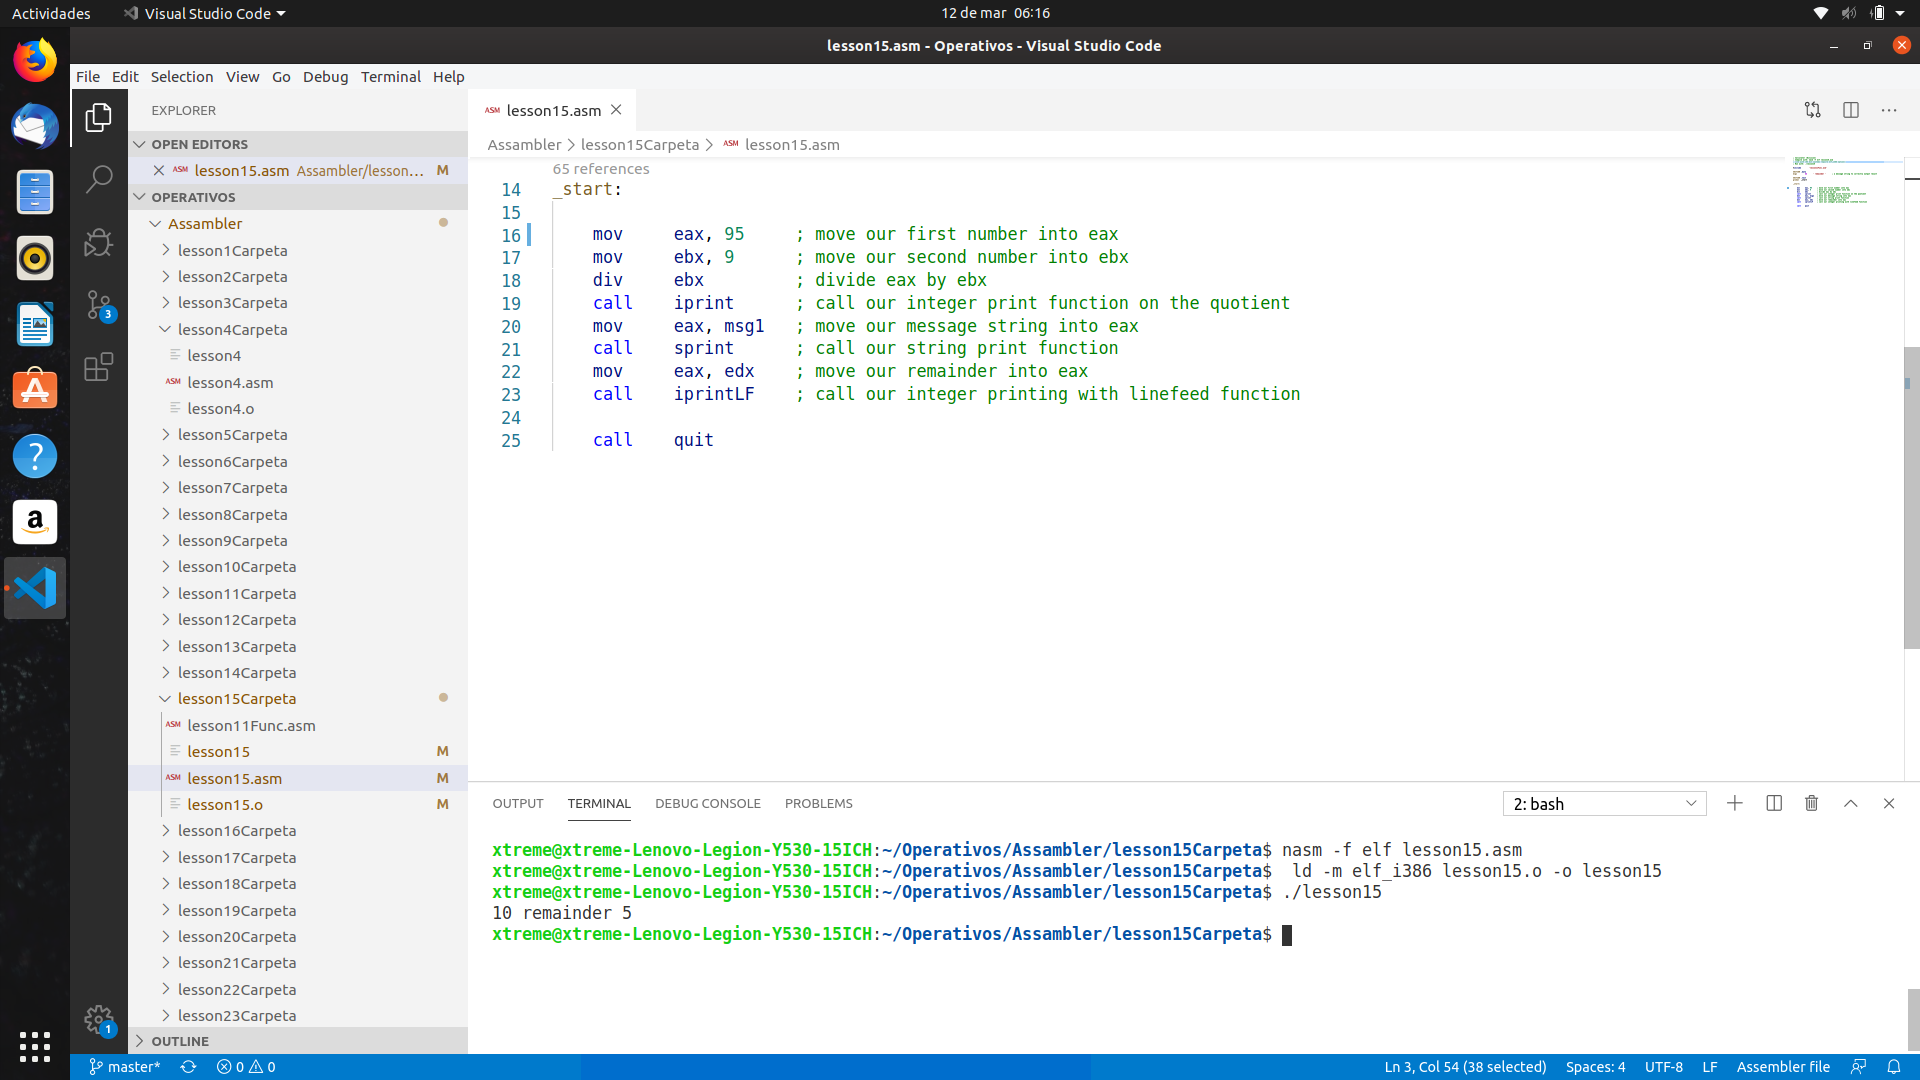 Actividades
Visual Studio Code
12 de mar 06:16
lesson15.asm - Operativos - Visual Studio Code
File Edit Selection View Go Debug Terminal Help
EXPLORER
OPEN EDITORS
ASM lesson15.asm Assambler/lesson... M
OPERATIVOS
Assambler
lesson1Carpeta
lesson2Carpeta
lesson3Carpeta
lesson4Carpeta
lesson4
ASM lesson4.asm
lesson4.o
lesson5Carpeta
lesson6Carpeta
lesson7Carpeta
lesson8Carpeta
lesson9Carpeta
lesson10Carpeta
lesson11Carpeta
lesson12Carpeta
lesson13Carpeta
lesson14Carpeta
lesson15Carpeta
ASM lesson11Func.asm
lesson15 M
ASM lesson15.asm M
lesson15.o M
lesson16Carpeta
lesson17Carpeta
lesson18Carpeta
lesson19Carpeta
lesson20Carpeta
lesson21Carpeta
lesson22Carpeta
lesson23Carpeta
OUTLINE
3
1
ASM lesson15.asm
Assambler > lesson15Carpeta > ASM lesson15.asm
65 references
14 _start:
15
16 mov eax, 95 ; move our first number into eax
17 mov ebx, 9 ; move our second number into ebx
18 div ebx ; divide eax by ebx
19 call iprint ; call our integer print function on the quotient
20 mov eax, msg1 ; move our message string into eax
21 call sprint ; call our string print function
22 mov eax, edx ; move our remainder into eax
23 call iprintLF ; call our integer printing with linefeed function
24
25 call quit
OUTPUT TERMINAL DEBUG CONSOLE PROBLEMS
2: bash
xtreme@xtreme-Lenovo-Legion-Y530-15ICH:~/Operativos/Assambler/lesson15Carpeta$ nasm -f elf lesson15.asm
xtreme@xtreme-Lenovo-Legion-Y530-15ICH:~/Operativos/Assambler/lesson15Carpeta$  ld -m elf_i386 lesson15.o -o lesson15
xtreme@xtreme-Lenovo-Legion-Y530-15ICH:~/Operativos/Assambler/lesson15Carpeta$ ./lesson15
10 remainder 5
xtreme@xtreme-Lenovo-Legion-Y530-15ICH:~/Operativos/Assambler/lesson15Carpeta$
master* 0 0
Ln 3, Col 54 (38 selected) Spaces: 4 UTF-8 LF Assembler file